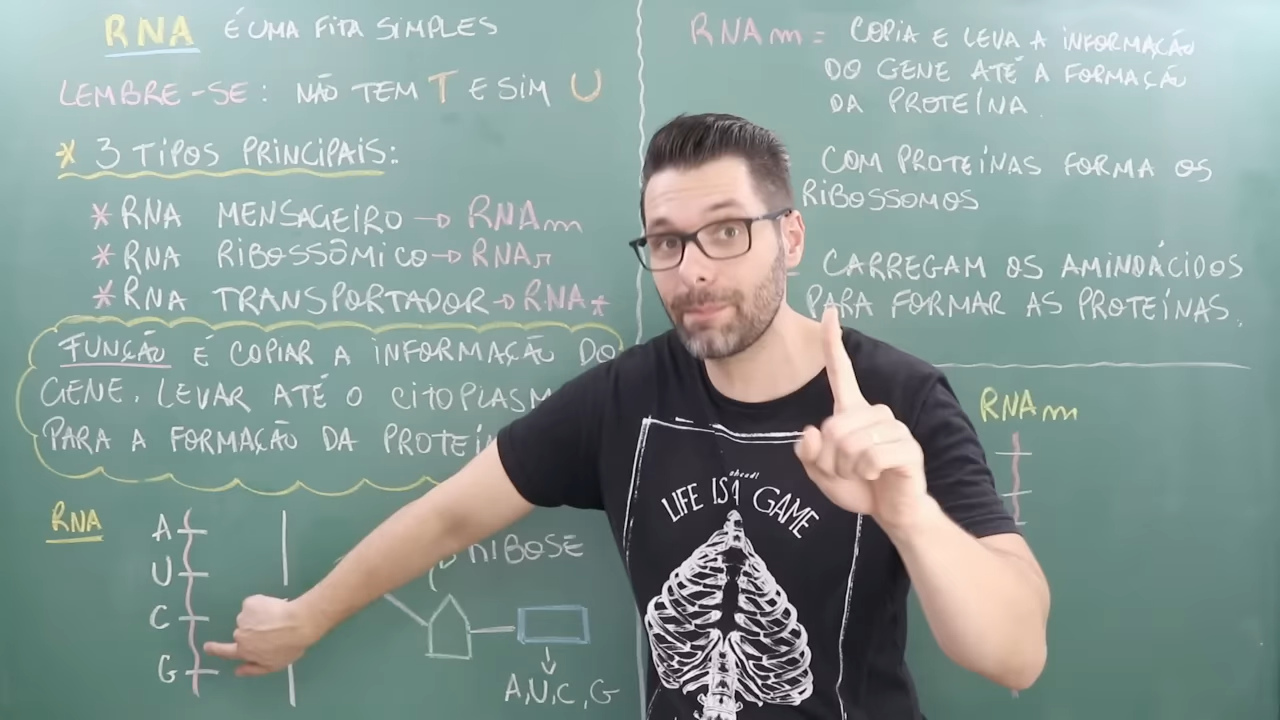 RNA É UMA FITA SIMPLES
LEMBRE-SE: NÃO TEM T E SIM U
* 3 TIPOS PRINCIPAIS:
* RNA MENSAGEIRO → RNAm
* RNA RIBOSSÔMICO → RNAr
* RNA TRANSPORTADOR → RNAt
FUNÇÃO É COPIAR A INFORMAÇÃO DO
GENE. LEVAR ATÉ O CITOPLASM
PARA A FORMAÇÃO DA PROTEÍ
RNA
A
U
C
G
RIBOSE
A,U,C,G
RNAm = COPIA E LEVA A INFORMAÇÃO
DO GENE ATÉ A FORMAÇÃO
DA PROTEÍNA.
COM PROTEÍNAS FORMA OS
RIBOSSOMOS
CARREGAM OS AMINOÁCIDOS
PARA FORMAR AS PROTEÍNAS.
RNAm
ahead!
LIFE IS A GAME